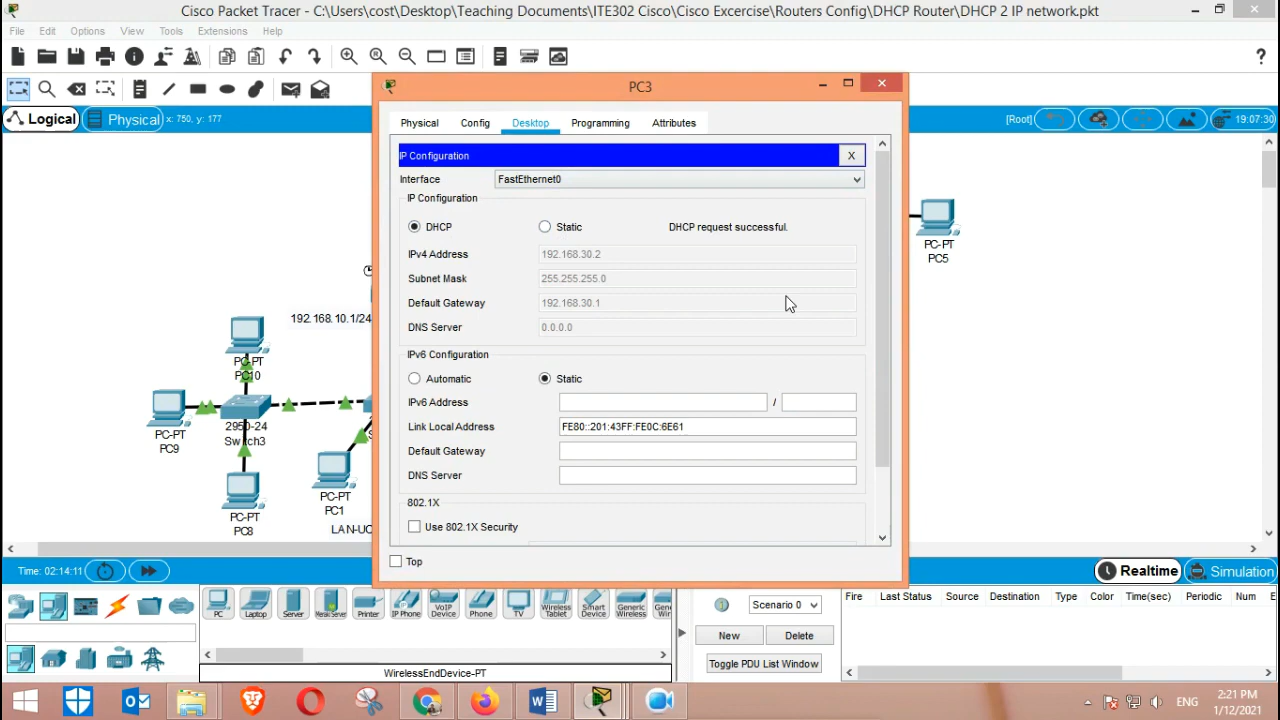 Cisco Packet Tracer - C:\Users\cost\Desktop\Teaching Documents\ITE302 Cisco\Cisco Excercise\Routers Config\DHCP Router\DHCP 2 IP network.pkt
File Edit Options View Tools Extensions Help
?
PC3
Logical Physical x: 750, y: 177
[Root] 19:07:30
Physical Config Desktop Programming Attributes
IP Configuration X
Interface FastEthernet0
IP Configuration
DHCP Static DHCP request successful.
IPv4 Address 192.168.30.2
Subnet Mask 255.255.255.0
Default Gateway 192.168.30.1
DNS Server 0.0.0.0
IPv6 Configuration
Automatic Static
IPv6 Address /
Link Local Address FE80::201:43FF:FE0C:6E61
Default Gateway
DNS Server
802.1X
Use 802.1X Security
Top
192.168.10.1/24
PC-PT
PC10
PC-PT
PC9
2950-24
Switch3
PC-PT
PC8
PC-PT
PC1
LAN-UC
PC-PT
PC5
Time: 02:14:11
Realtime Simulation
PC Laptop Server Printer IP Phone VoIP Device Phone TV Wireless Tablet Smart Device Generic Wireless Generic Wir
WirelessEndDevice-PT
Scenario 0
New Delete
Toggle PDU List Window
Fire Last Status Source Destination Type Color Time(sec) Periodic Num E
ENG
2:21 PM
1/12/2021